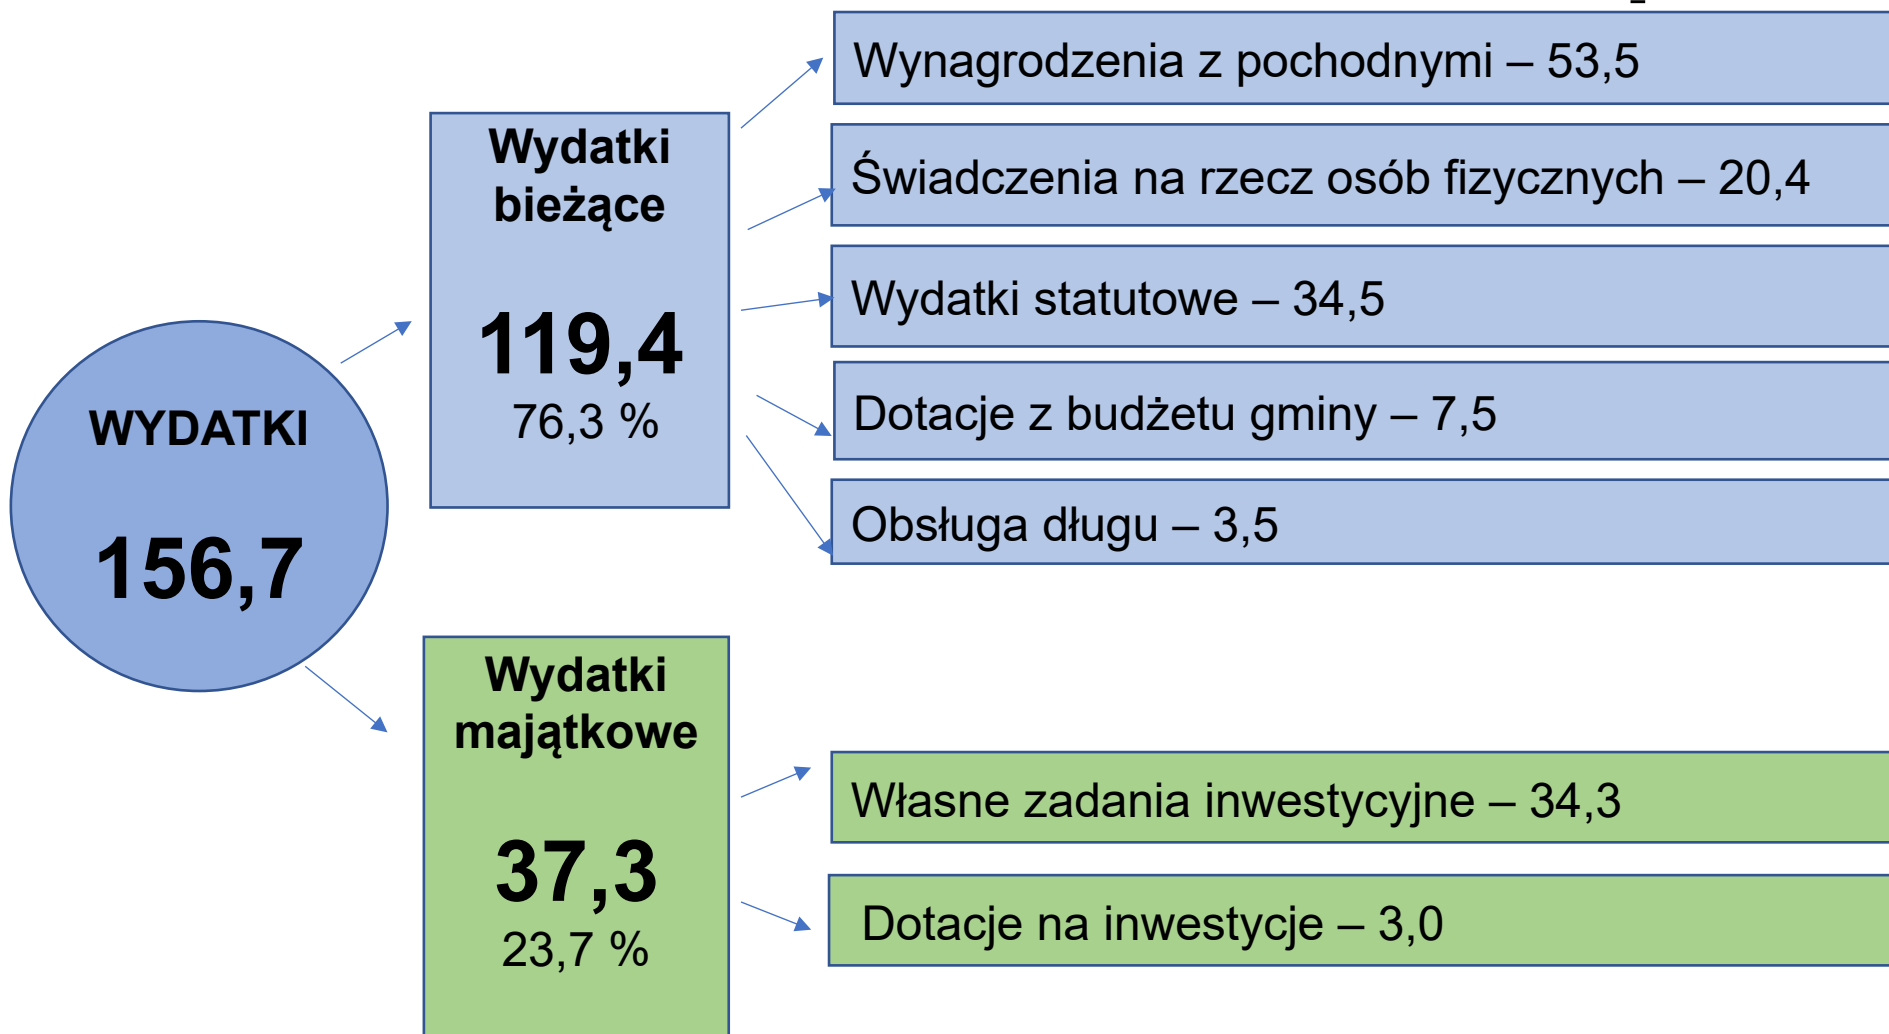 WYDATKI
156,7
Wydatki
bieżące
119,4
76,3 %
Wynagrodzenia z pochodnymi – 53,5
Świadczenia na rzecz osób fizycznych – 20,4
Wydatki statutowe – 34,5
Dotacje z budżetu gminy – 7,5
Obsługa długu – 3,5
Wydatki
majątkowe
37,3
23,7 %
Własne zadania inwestycyjne – 34,3
Dotacje na inwestycje – 3,0